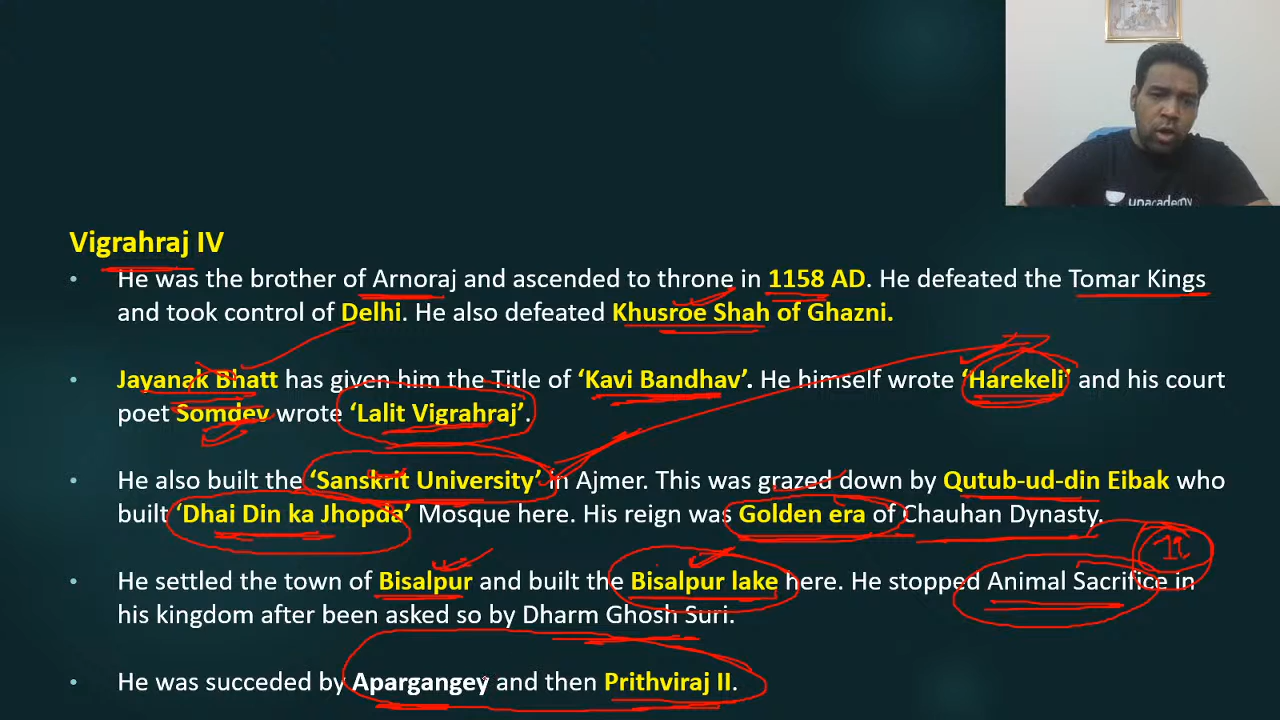 unacademy
Vigrahraj IV
• He was the brother of Arnoraj and ascended to throne in 1158 AD. He defeated the Tomar Kings
and took control of Delhi. He also defeated Khusroe Shah of Ghazni.
• Jayanak Bhatt has given him the Title of ‘Kavi Bandhav’. He himself wrote ‘Harekeli’ and his court
poet Somdev wrote ‘Lalit Vigrahraj’.
• He also built the ‘Sanskrit University’ in Ajmer. This was grazed down by Qutub-ud-din Eibak who
built ‘Dhai Din ka Jhopda’ Mosque here. His reign was Golden era of Chauhan Dynasty.
• He settled the town of Bisalpur and built the Bisalpur lake here. He stopped Animal Sacrifice in
his kingdom after been asked so by Dharm Ghosh Suri.
• He was succeded by Apargangey and then Prithviraj II.